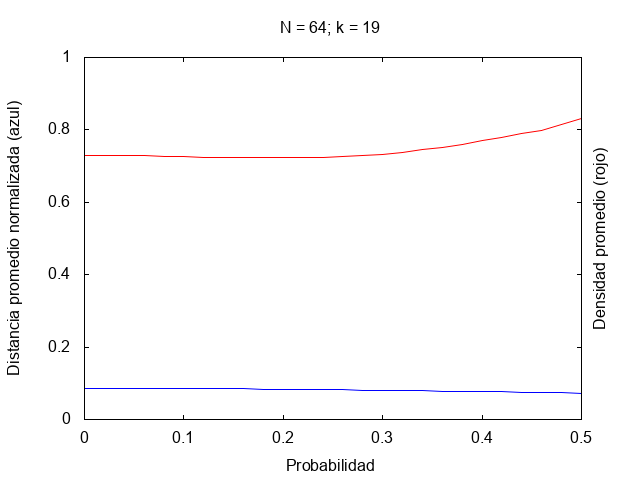 N = 64; k = 19
Distancia promedio normalizada (azul)
1
0.8
0.6
0.4
0.2
0
Densidad promedio (rojo)
0 0.1 0.2 0.3 0.4 0.5
Probabilidad